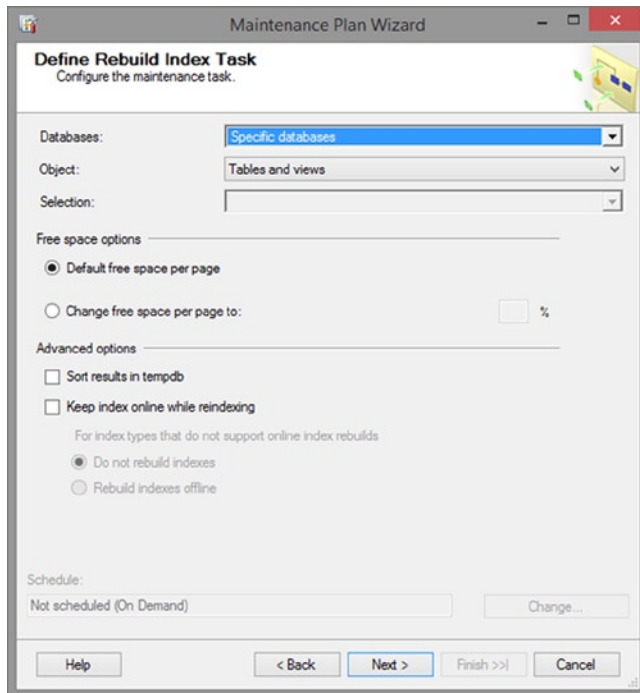 Maintenance Plan Wizard
Define Rebuild Index Task
Configure the maintenance task.
Databases: Specific databases
Object: Tables and views
Selection:
Free space options
Default free space per page
Change free space per page to: %
Advanced options
Sort results in tempdb
Keep index online while reindexing
For index types that do not support online index rebuilds
Do not rebuild indexes
Rebuild indexes offline
Schedule:
Not scheduled (On Demand) Change...
Help < Back Next > Finish >>| Cancel